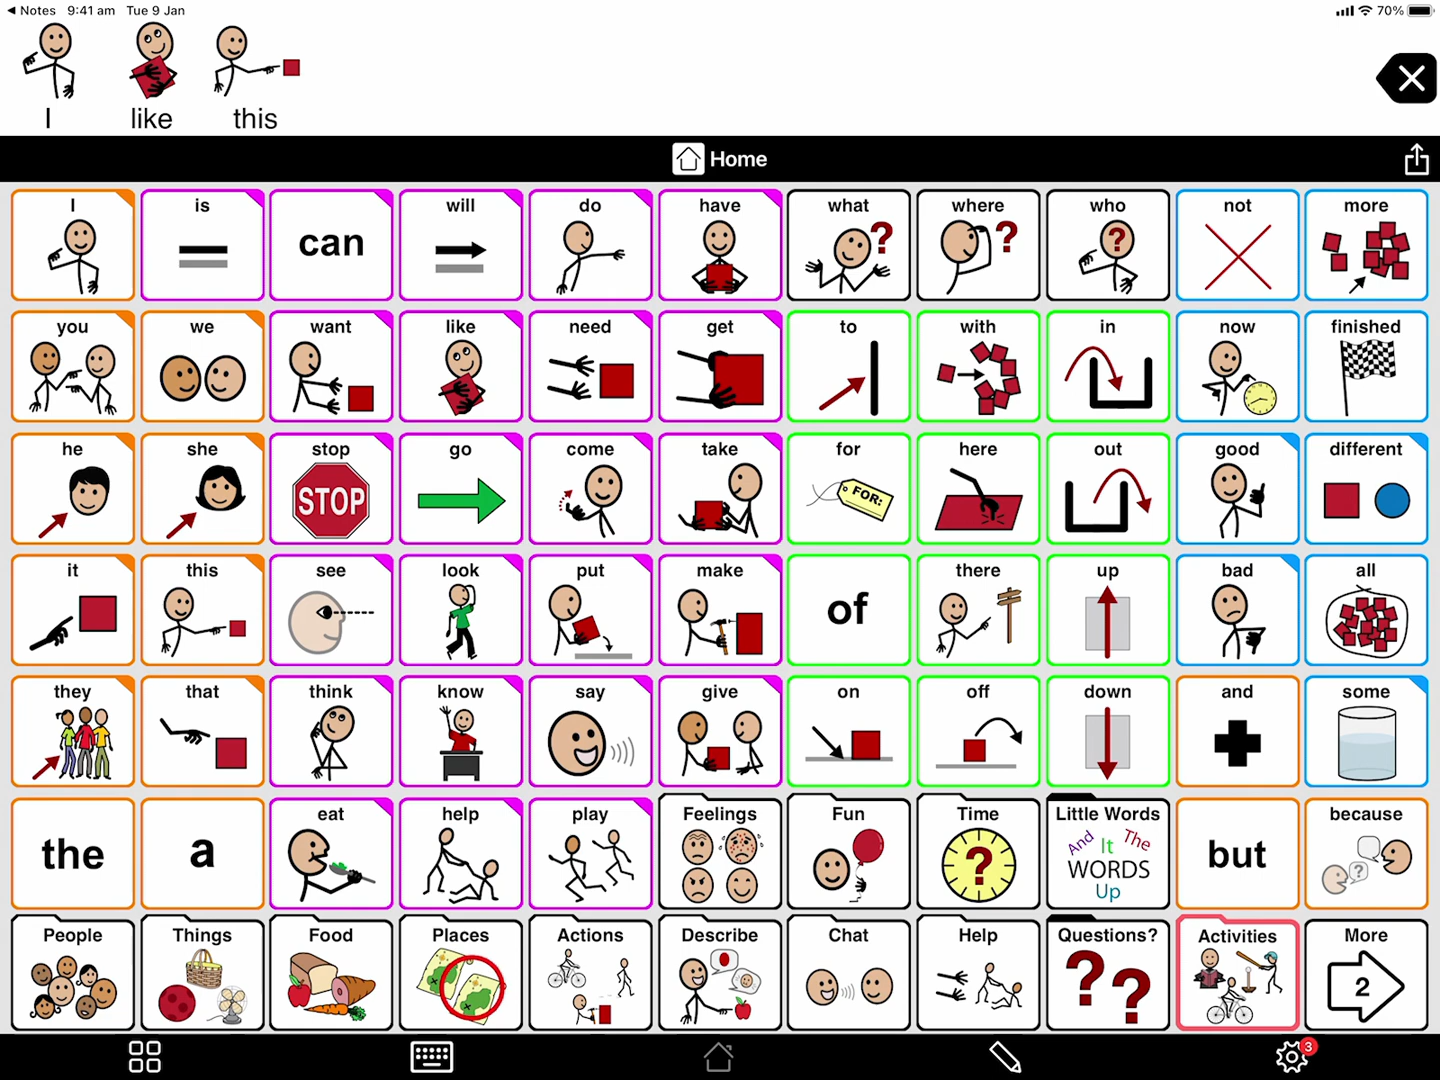 ◀ Notes 9:41 am Tue 9 Jan 70%
I like this
Home
I is can will do have what where who not more
you we want like need get to with in now finished
he she stop go come take for here out good different
STOP FOR:
it this see look put make of there up bad all
they that think know say give on off down and some
the a eat help play Feelings Fun Time Little Words but because
And It The
WORDS
Up
People Things Food Places Actions Describe Chat Help Questions? Activities More
2
3